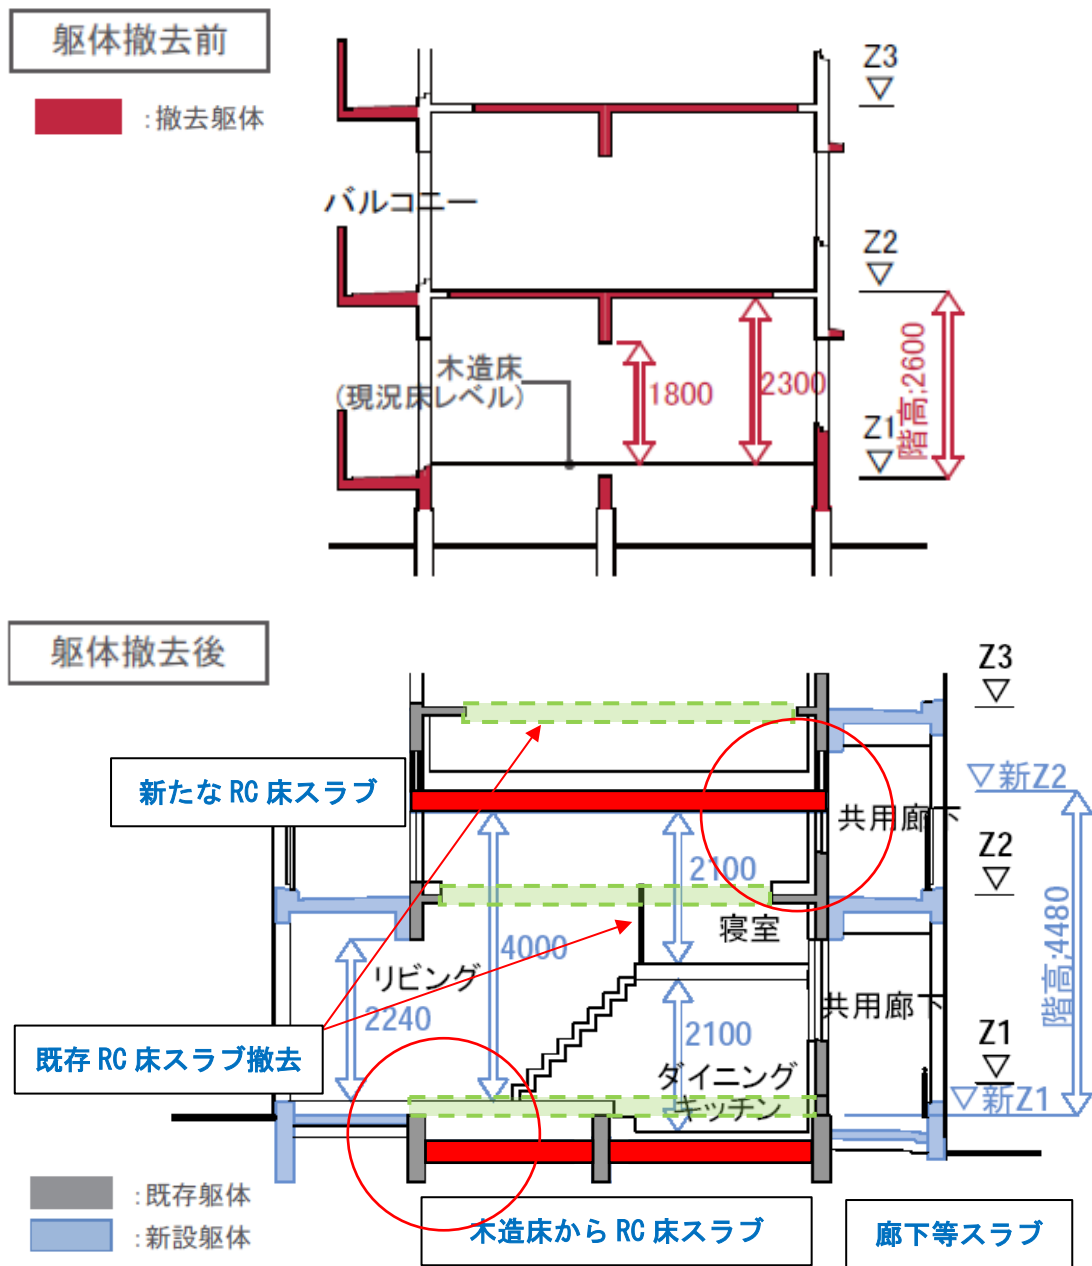 躯体撤去前
:撤去躯体
Z3
バルコニー
Z2
木造床
(現況床レベル)
1800
2300
階高;2600
Z1
躯体撤去後
Z3
新たなRC床スラブ
新Z2
共用廊下
2100
Z2
寝室
4000
リビング
2240
階高;4480
共用廊下
2100
既存RC床スラブ撤去
Z1
ダイニング
キッチン
新Z1
:既存躯体
:新設躯体
木造床からRC床スラブ
廊下等スラブ